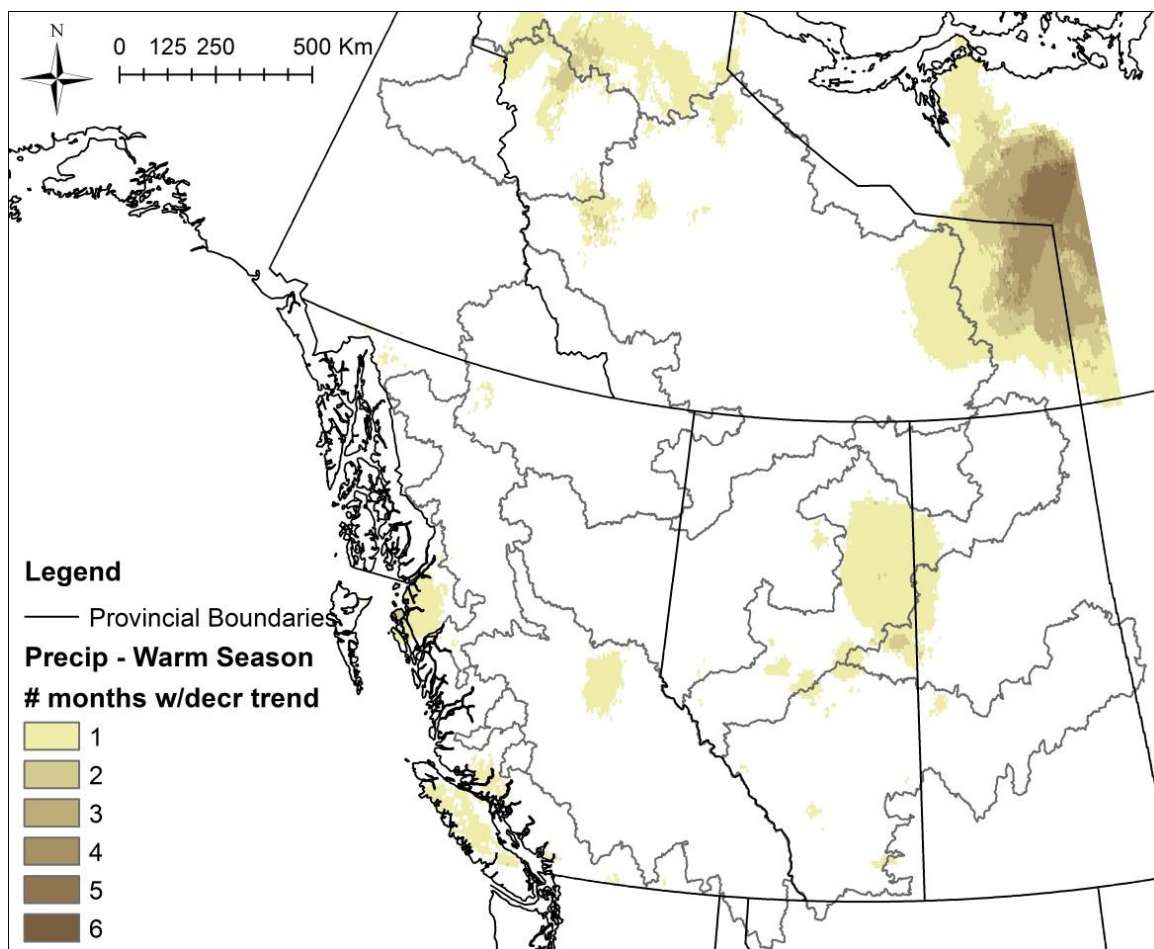 N
0 125 250 500 Km
Legend
Provincial Boundaries
Precip - Warm Season
# months w/decr trend
1
2
3
4
5
6